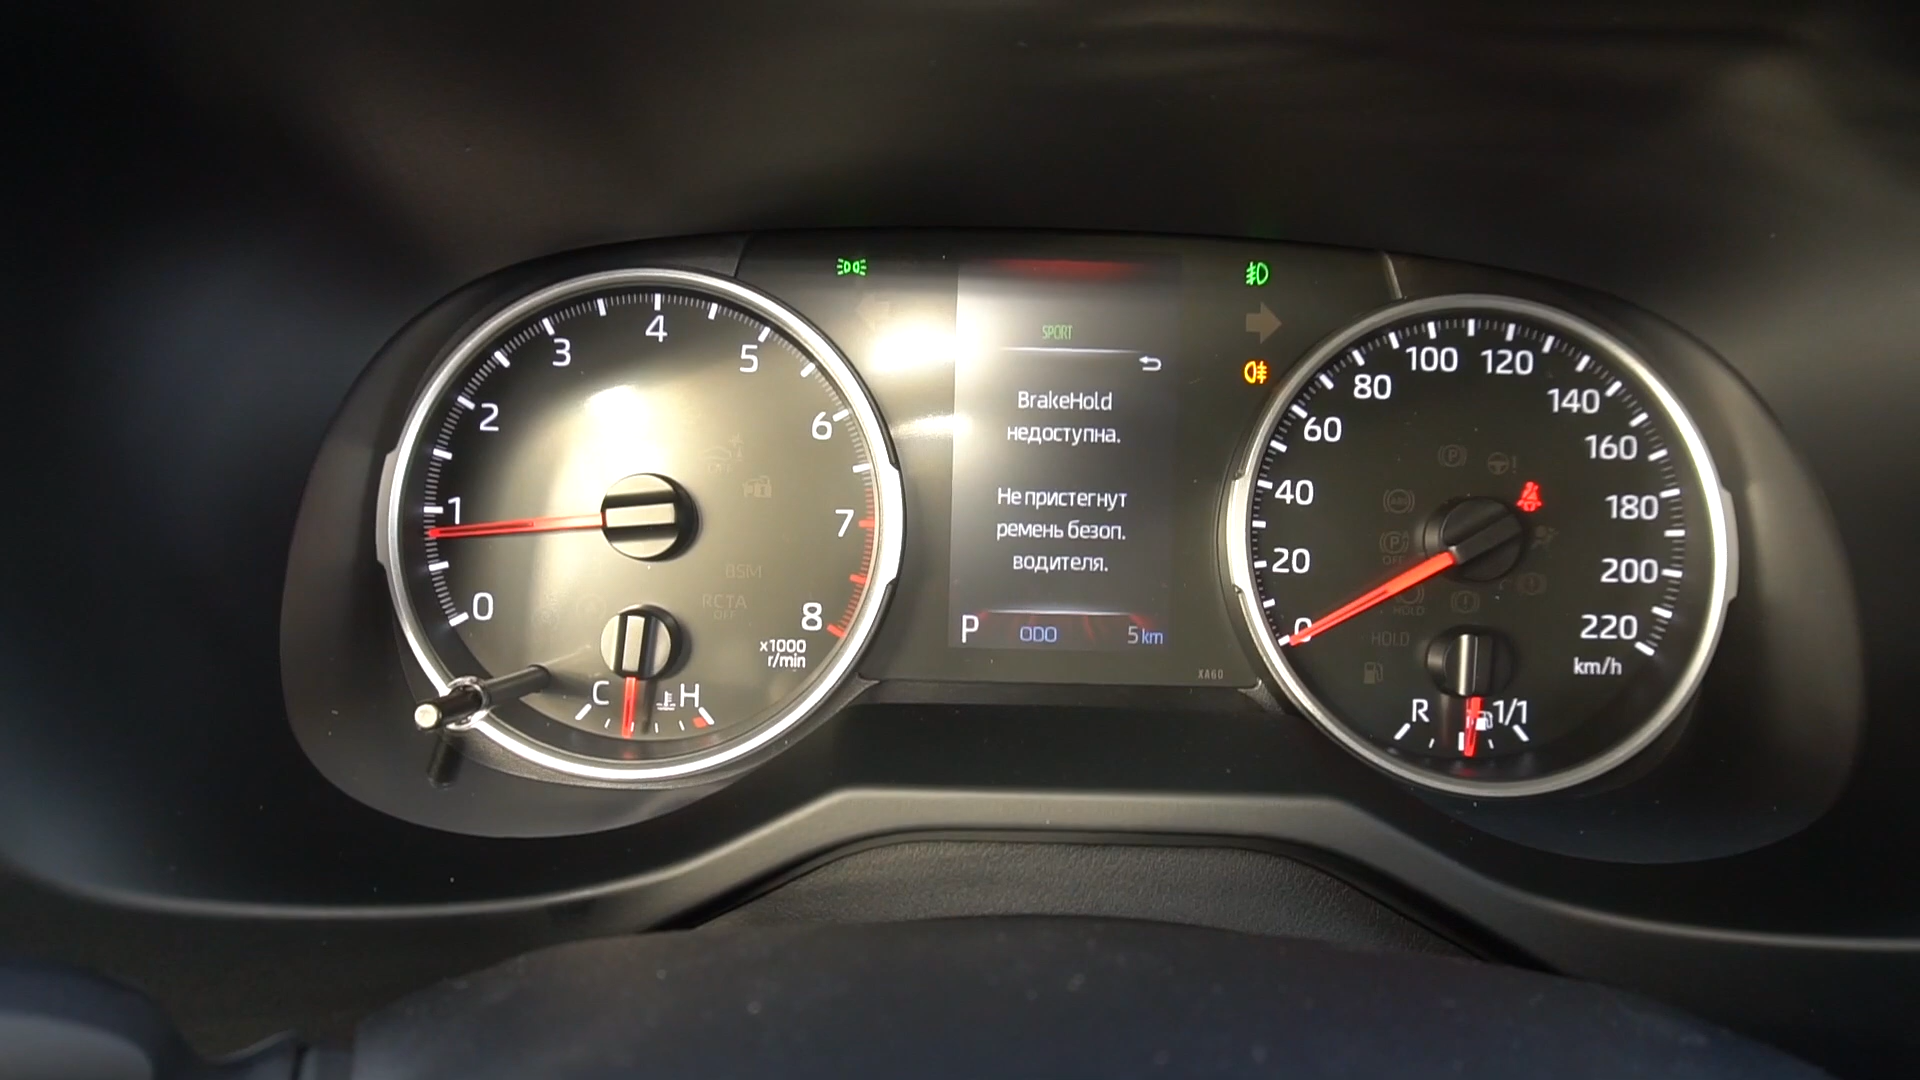 0
1
2
3
4
5
6
7
8
x1000
r/min
C
H
BSM
RCTA
OFF
SPORT
BrakeHold
недоступна.
Не пристегнут
ремень безоп.
водителя.
P ODO 5 km
XA60
0
20
40
60
80
100
120
140
160
180
200
220
km/h
HOLD
HOLD
R
1/1